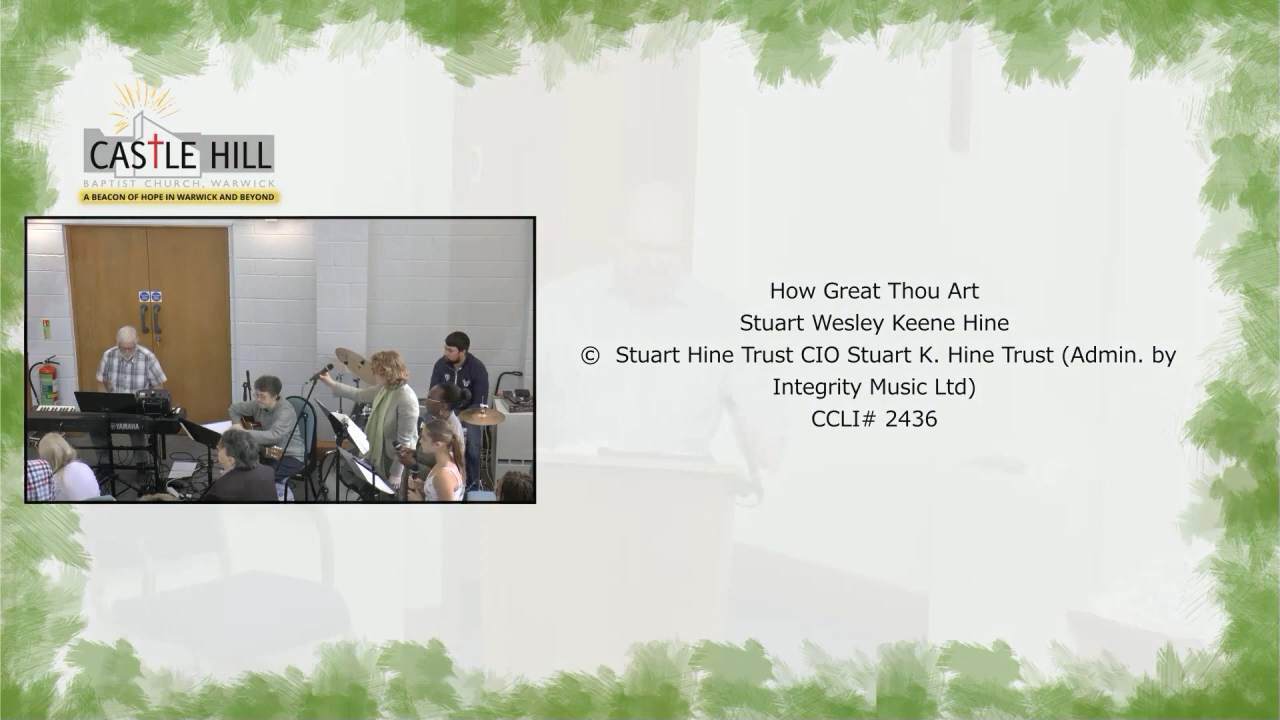 CASTLE HILL
BAPTIST CHURCH, WARWICK
A BEACON OF HOPE IN WARWICK AND BEYOND
YAMAHA
How Great Thou Art
Stuart Wesley Keene Hine
© Stuart Hine Trust CIO Stuart K. Hine Trust (Admin. by
Integrity Music Ltd)
CCLI# 2436